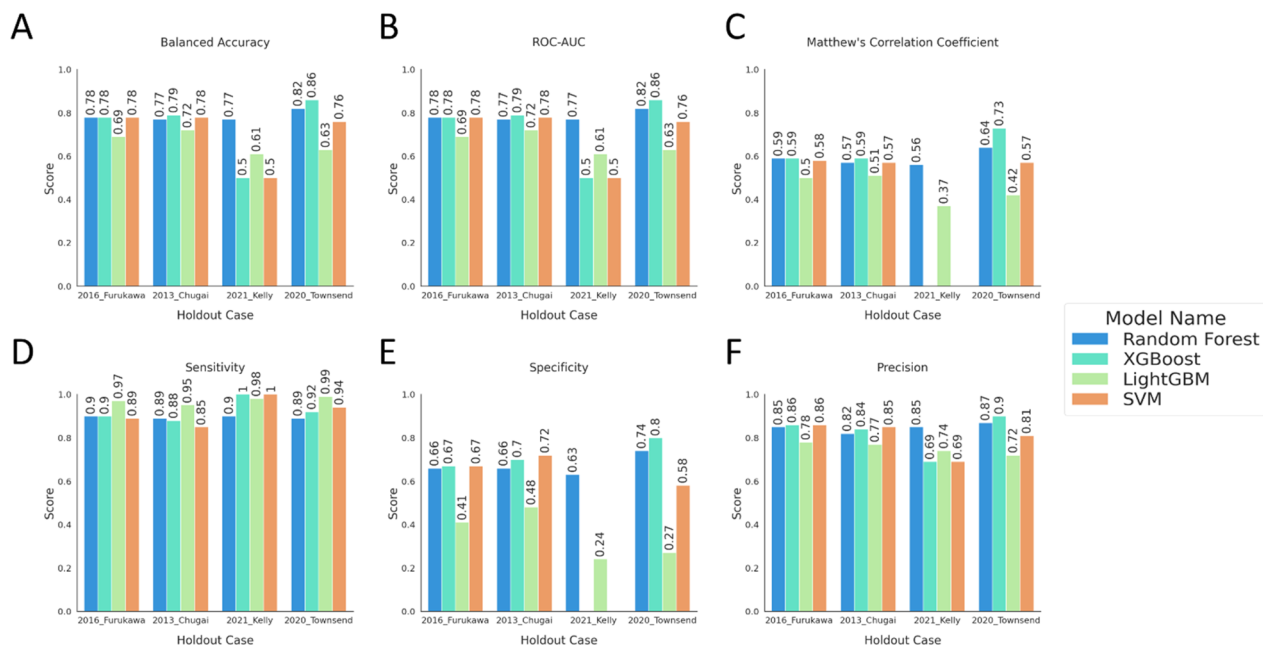 A
Balanced Accuracy
Score
1.0
0.8
0.6
0.4
0.2
0.0
0.78 0.78 0.69 0.78
0.77 0.79 0.72 0.78
0.77 0.5 0.61 0.5
0.82 0.86 0.63 0.76
2016_Furukawa 2013_Chugai 2021_Kelly 2020_Townsend
Holdout Case
B
ROC-AUC
Score
1.0
0.8
0.6
0.4
0.2
0.0
0.78 0.78 0.69 0.78
0.77 0.79 0.72 0.78
0.77 0.5 0.61 0.5
0.82 0.86 0.63 0.76
2016_Furukawa 2013_Chugai 2021_Kelly 2020_Townsend
Holdout Case
C
Matthew's Correlation Coefficient
Score
1.0
0.8
0.6
0.4
0.2
0.0
0.59 0.59 0.5 0.58
0.57 0.59 0.51 0.57
0.56 0.37
0.64 0.73 0.42 0.57
2016_Furukawa 2013_Chugai 2021_Kelly 2020_Townsend
Holdout Case
Model Name
Random Forest
XGBoost
LightGBM
SVM
D
Sensitivity
Score
1.0
0.8
0.6
0.4
0.2
0.0
0.9 0.9 0.97 0.89
0.89 0.88 0.95 0.85
0.9 1 0.98 1
0.89 0.92 0.99 0.94
2016_Furukawa 2013_Chugai 2021_Kelly 2020_Townsend
Holdout Case
E
Specificity
Score
1.0
0.8
0.6
0.4
0.2
0.0
0.66 0.67 0.41 0.67
0.66 0.7 0.48 0.72
0.63 0.24
0.74 0.8 0.27 0.58
2016_Furukawa 2013_Chugai 2021_Kelly 2020_Townsend
Holdout Case
F
Precision
Score
1.0
0.8
0.6
0.4
0.2
0.0
0.85 0.86 0.78 0.86
0.82 0.84 0.77 0.85
0.85 0.69 0.74 0.69
0.87 0.9 0.72 0.81
2016_Furukawa 2013_Chugai 2021_Kelly 2020_Townsend
Holdout Case